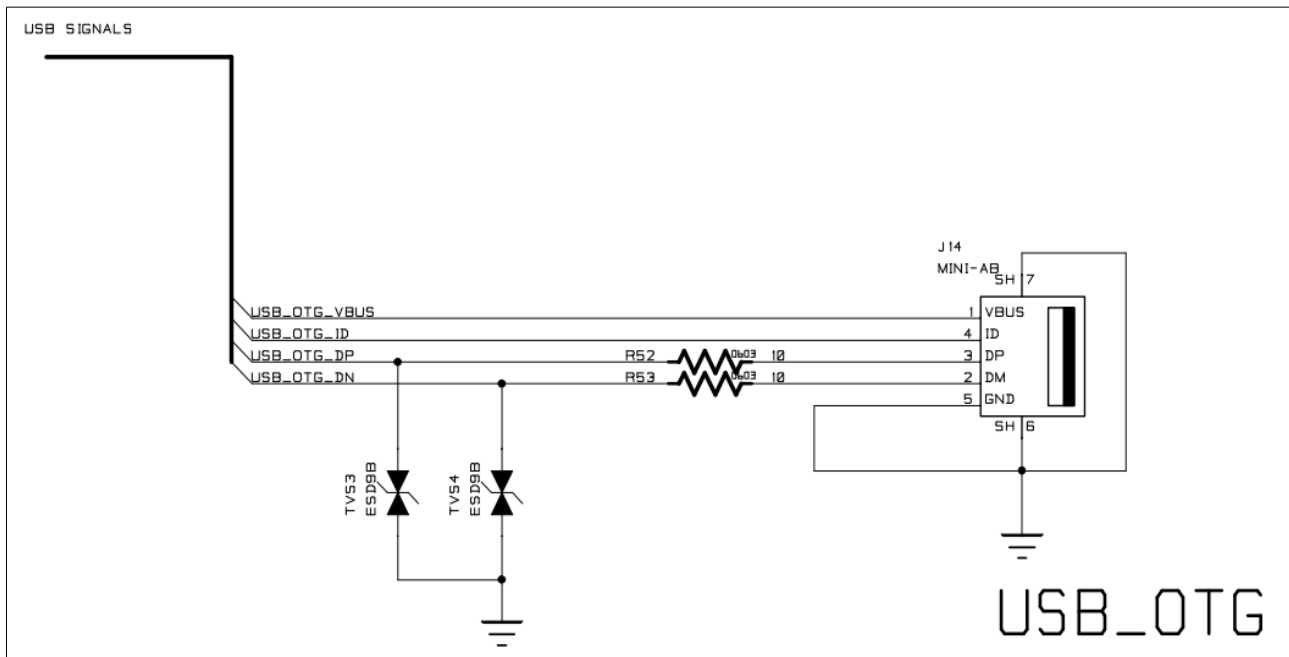 USB SIGNALS
J14
MINI-AB
SH 7
USB_OTG_VBUS 1 VBUS
USB_OTG_ID 4 ID
USB_OTG_DP R52 0603 10 3 DP
USB_OTG_DN R53 0603 10 2 DM
5 GND
SH 6
TVS3
ESD9B
TVS4
ESD9B
USB_OTG